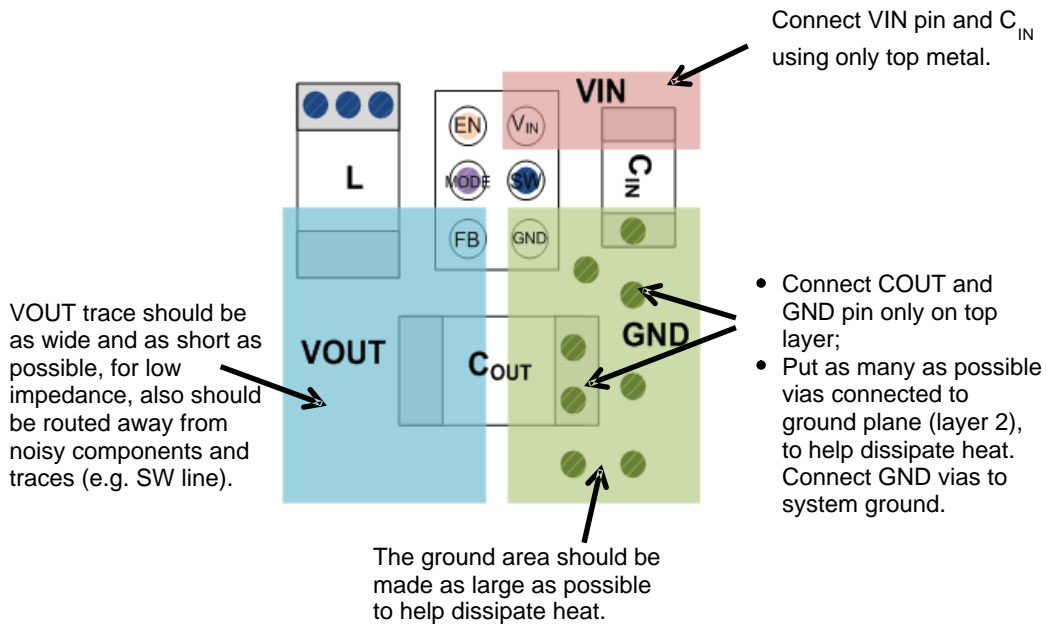 Connect VIN pin and C_IN
using only top metal.
VIN
EN
V_IN
L
MODE
SW
C_IN
FB
GND
VOUT trace should be
as wide and as short as
possible, for low
impedance, also should
be routed away from
noisy components and
traces (e.g. SW line).
VOUT
C_OUT
GND
• Connect COUT and
GND pin only on top
layer;
• Put as many as possible
vias connected to
ground plane (layer 2),
to help dissipate heat.
Connect GND vias to
system ground.
The ground area should be
made as large as possible
to help dissipate heat.